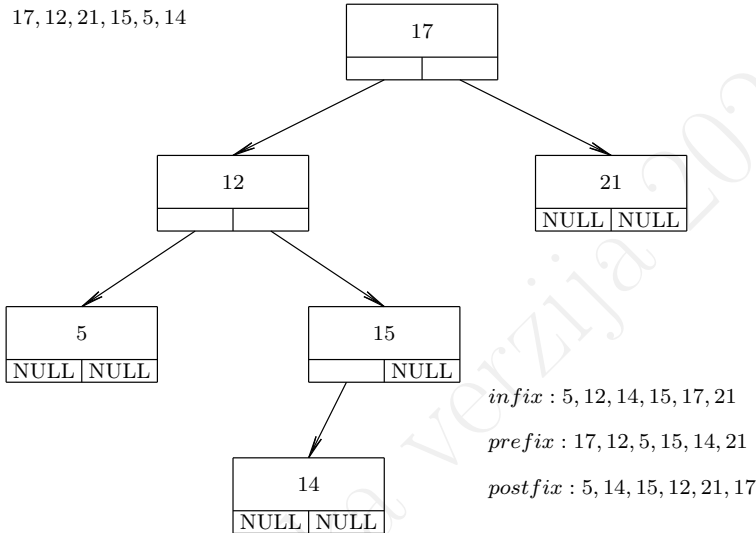 17, 12, 21, 15, 5, 14
17
12
21
NULL NULL
5
15
NULL NULL
NULL
infix : 5, 12, 14, 15, 17, 21
prefix : 17, 12, 5, 15, 14, 21
14
postfix : 5, 14, 15, 12, 21, 17
NULL NULL
a verzija 202